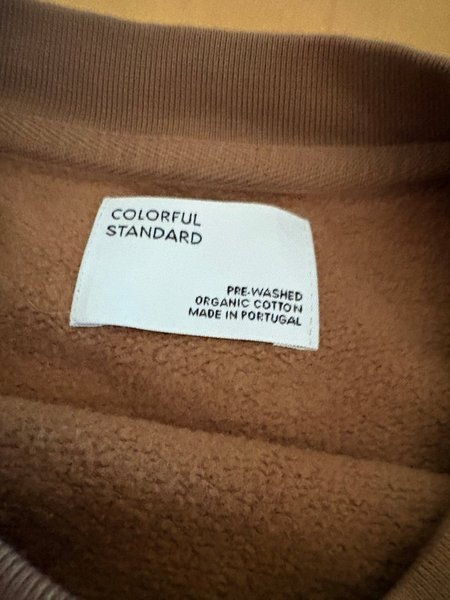 COLORFUL
STANDARD
PRE-WASHED
ORGANIC COTTON
MADE IN PORTUGAL